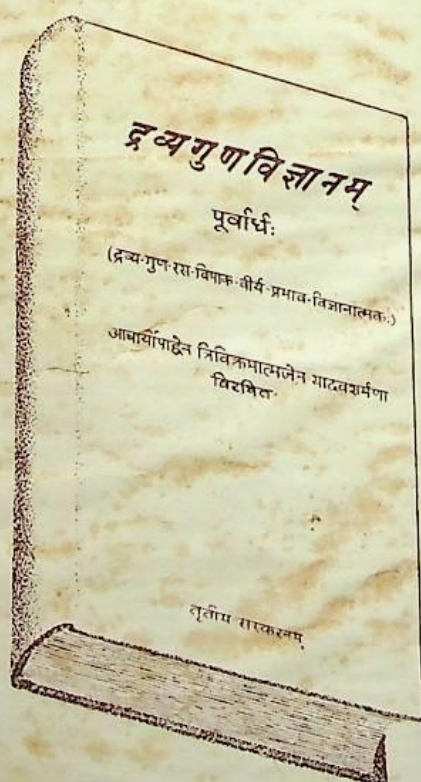 द्रव्यगुणविज्ञानम्
पूर्वार्धः
(द्रव्य-गुण-रस-विपाक-वीर्य-प्रभाव-विज्ञानात्मकः)
आचार्योपाह्वेन त्रिविक्रमात्मजेन यादवशर्मणा
विरचितः
तृतीय संस्करणम्